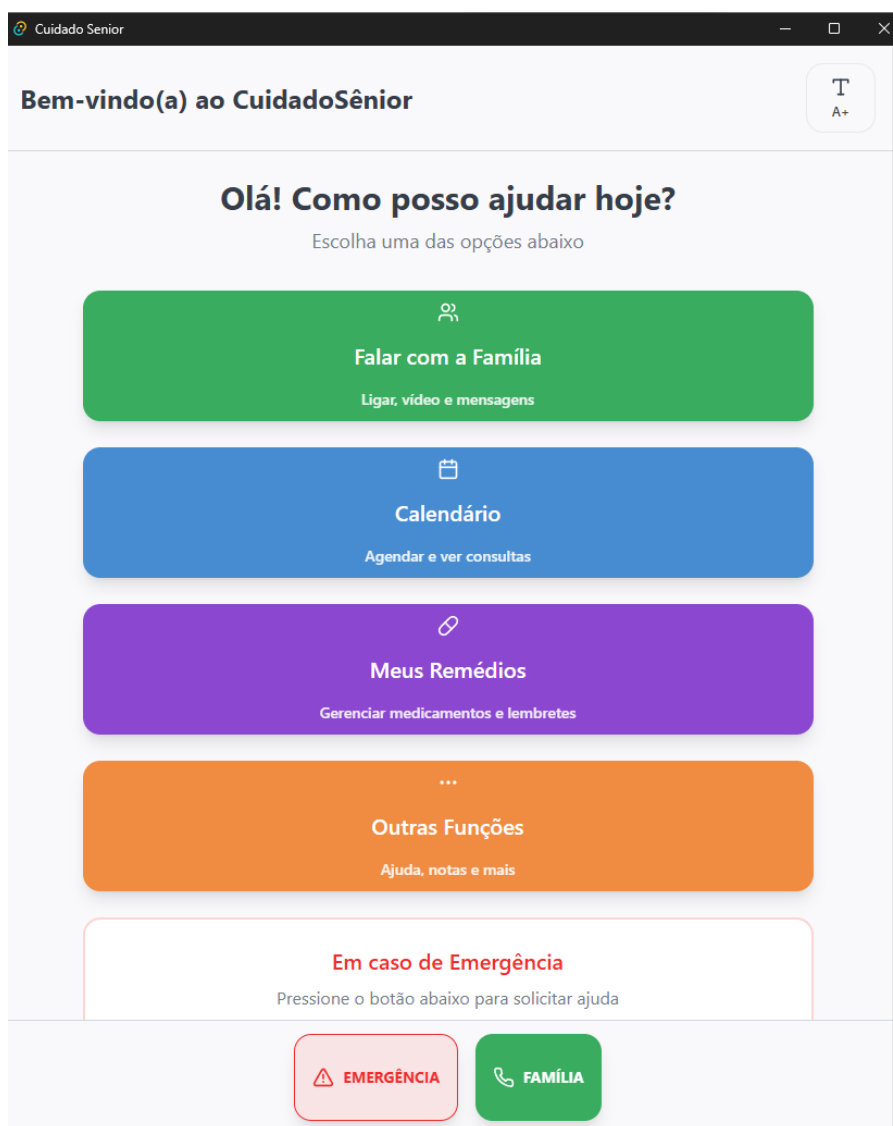 Cuidado Senior
Bem-vindo(a) ao CuidadoSênior
T
A+
Olá! Como posso ajudar hoje?
Escolha uma das opções abaixo
Falar com a Família
Ligar, vídeo e mensagens
Calendário
Agendar e ver consultas
Meus Remédios
Gerenciar medicamentos e lembretes
Outras Funções
Ajuda, notas e mais
Em caso de Emergência
Pressione o botão abaixo para solicitar ajuda
EMERGÊNCIA
FAMÍLIA